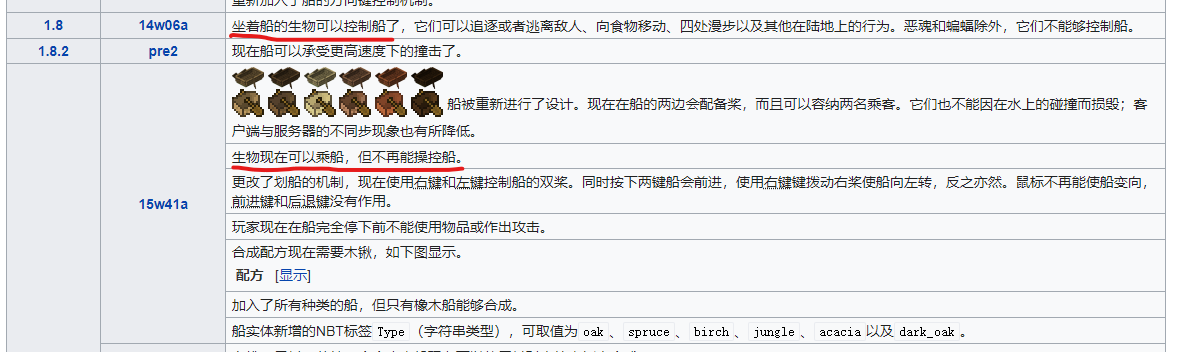 重新加入了船的方向键控制机制。
1.8
14w06a
坐着船的生物可以控制船了，它们可以追逐或者逃离敌人、向食物移动、四处漫步以及其他在陆地上的行为。恶魂和蝙蝠除外，它们不能够控制船。
1.8.2
pre2
现在船可以承受更高速度下的撞击了。
15w41a
船被重新进行了设计。现在在船的两边会配备桨，而且可以容纳两名乘客。它们也不能因在水上的碰撞而损毁；客
户端与服务器的不同步现象也有所降低。
生物现在可以乘船，但不再能操控船。
更改了划船的机制，现在使用右键和左键控制船的双桨。同时按下两键船会前进，使用右键键拨动右桨使船向左转，反之亦然。鼠标不再能使船变向，
前进键和后退键没有作用。
玩家现在在船完全停下前不能使用物品或作出攻击。
合成配方现在需要木锹，如下图显示。
配方 [显示]
加入了所有种类的船，但只有橡木船能够合成。
船实体新增的NBT标签 Type （字符串类型），可取值为 oak 、 spruce 、 birch 、 jungle 、 acacia 以及 dark_oak 。